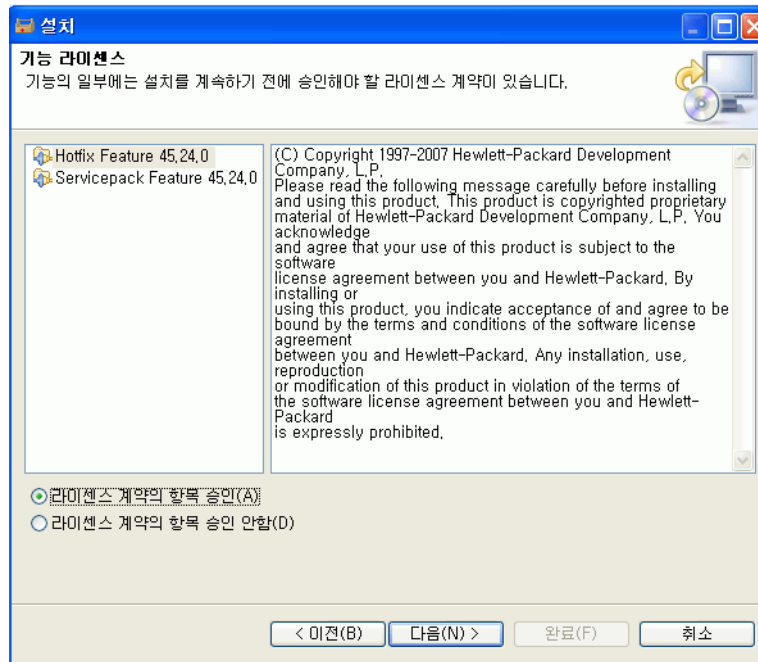 설치
기능 라이센스
기능의 일부에는 설치를 계속하기 전에 승인해야 할 라이센스 계약이 있습니다.
Hotfix Feature 45,24,0
Servicepack Feature 45,24,0
(C) Copyright 1997-2007 Hewlett-Packard Development
Company, L.P.
Please read the following message carefully before installing
and using this product. This product is copyrighted proprietary
material of Hewlett-Packard Development Company, L.P. You
acknowledge
and agree that your use of this product is subject to the
software
license agreement between you and Hewlett-Packard. By
installing or
using this product, you indicate acceptance of and agree to be
bound by the terms and conditions of the software license
agreement
between you and Hewlett-Packard. Any installation, use,
reproduction
or modification of this product in violation of the terms of
the software license agreement between you and Hewlett-
Packard
is expressly prohibited.
라이센스 계약의 항목 승인(A)
라이센스 계약의 항목 승인 안함(D)
< 이전(B)
다음(N) >
완료(F)
취소